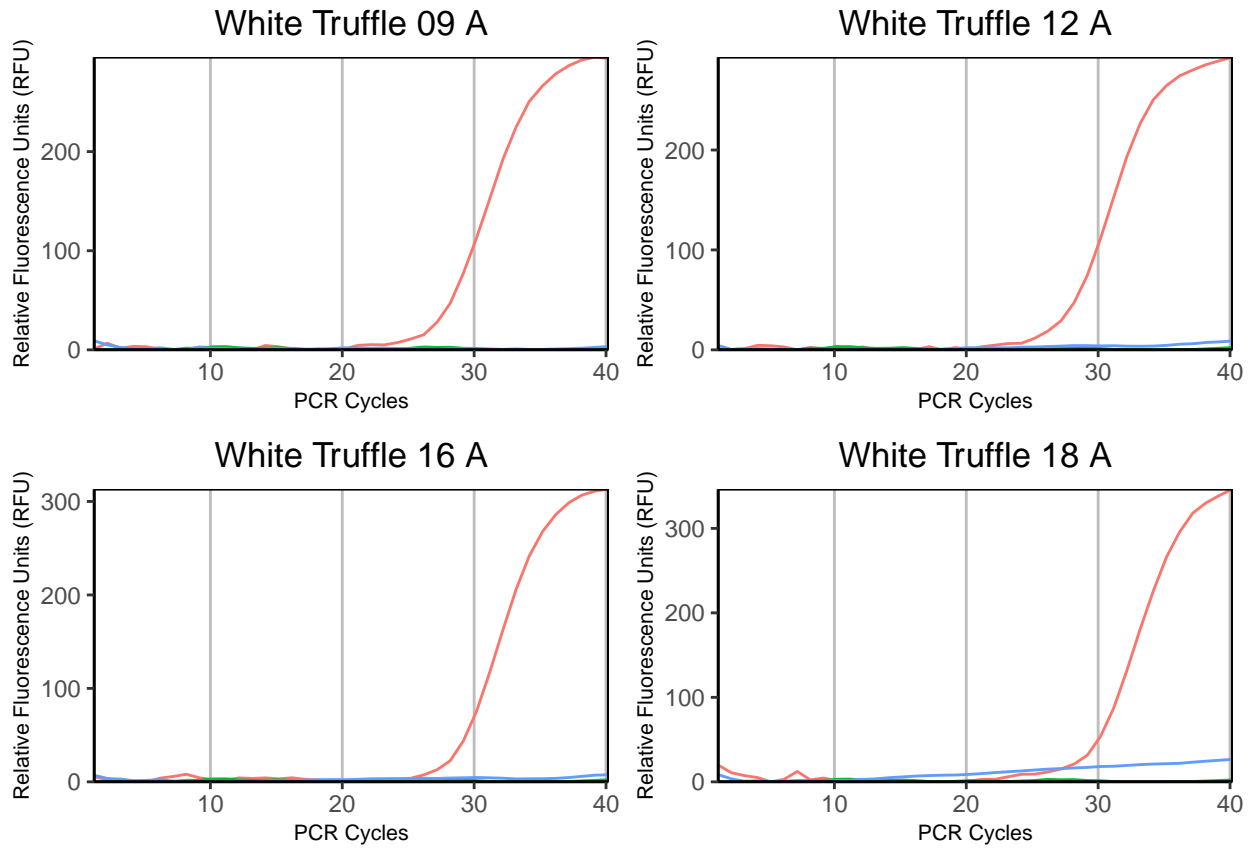 White Truffle 09 A
Relative Fluorescence Units (RFU)
200
100
0
10
20
30
40
PCR Cycles
White Truffle 12 A
Relative Fluorescence Units (RFU)
200
100
0
10
20
30
40
PCR Cycles
White Truffle 16 A
Relative Fluorescence Units (RFU)
300
200
100
0
10
20
30
40
PCR Cycles
White Truffle 18 A
Relative Fluorescence Units (RFU)
300
200
100
0
10
20
30
40
PCR Cycles